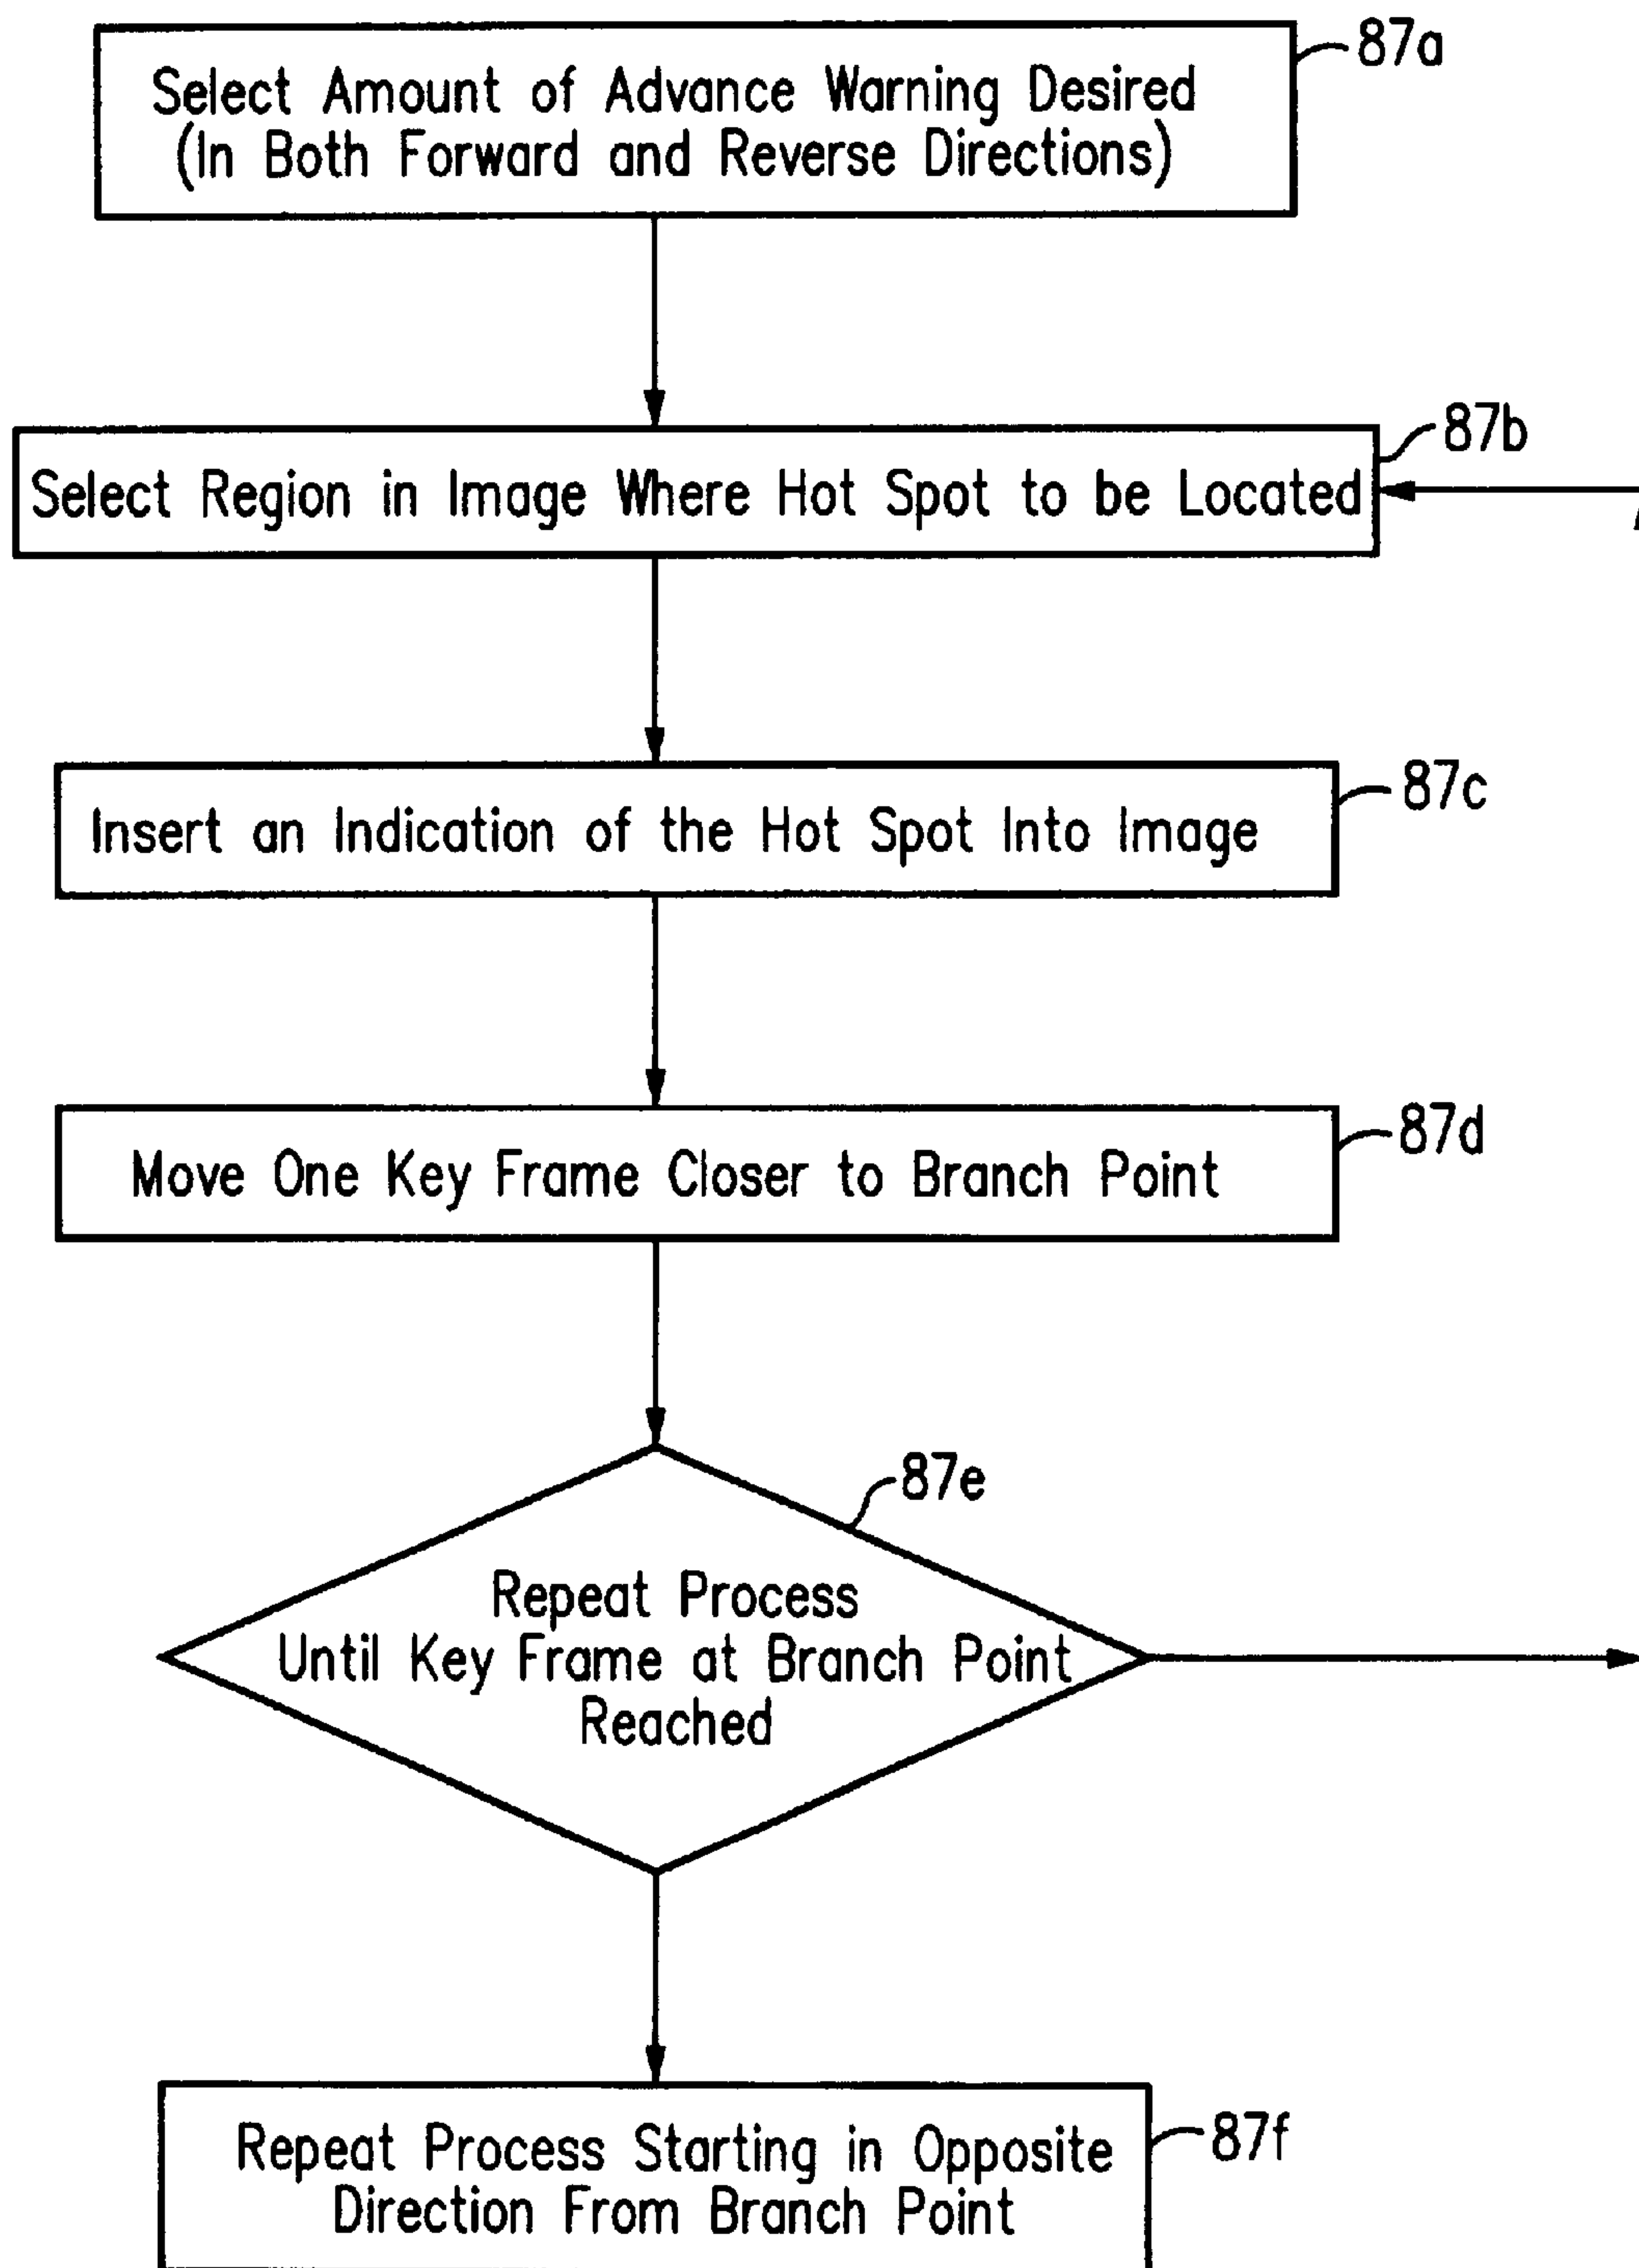 87a
Select Amount of Advance Warning Desired
(In Both Forward and Reverse Directions)
87b
Select Region in Image Where Hot Spot to be Located
87c
Insert an Indication of the Hot Spot Into Image
87d
Move One Key Frame Closer to Branch Point
87e
Repeat Process
Until Key Frame at Branch Point
Reached
87f
Repeat Process Starting in Opposite
Direction From Branch Point